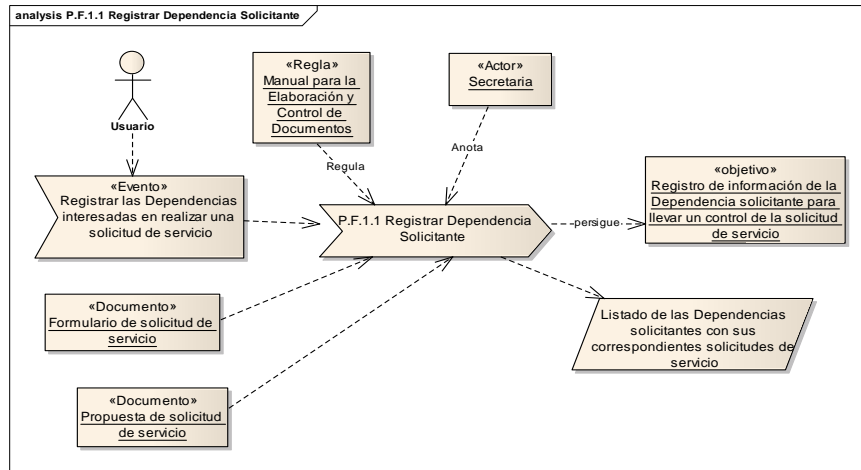 analysis P.F.1.1 Registrar Dependencia Solicitante
Usuario
«Regla»
Manual para la
Elaboración y
Control de
Documentos
«Actor»
Secretaria
Regula
Anota
«Evento»
Registrar las Dependencias
interesadas en realizar una
solicitud de servicio
P.F.1.1 Registrar Dependencia
Solicitante
persigue
«objetivo»
Registro de información de la
Dependencia solicitante para
llevar un control de la solicitud
de servicio
«Documento»
Formulario de solicitud de
servicio
Listado de las Dependencias
solicitantes con sus
correspondientes solicitudes de
servicio
«Documento»
Propuesta de solicitud
de servicio